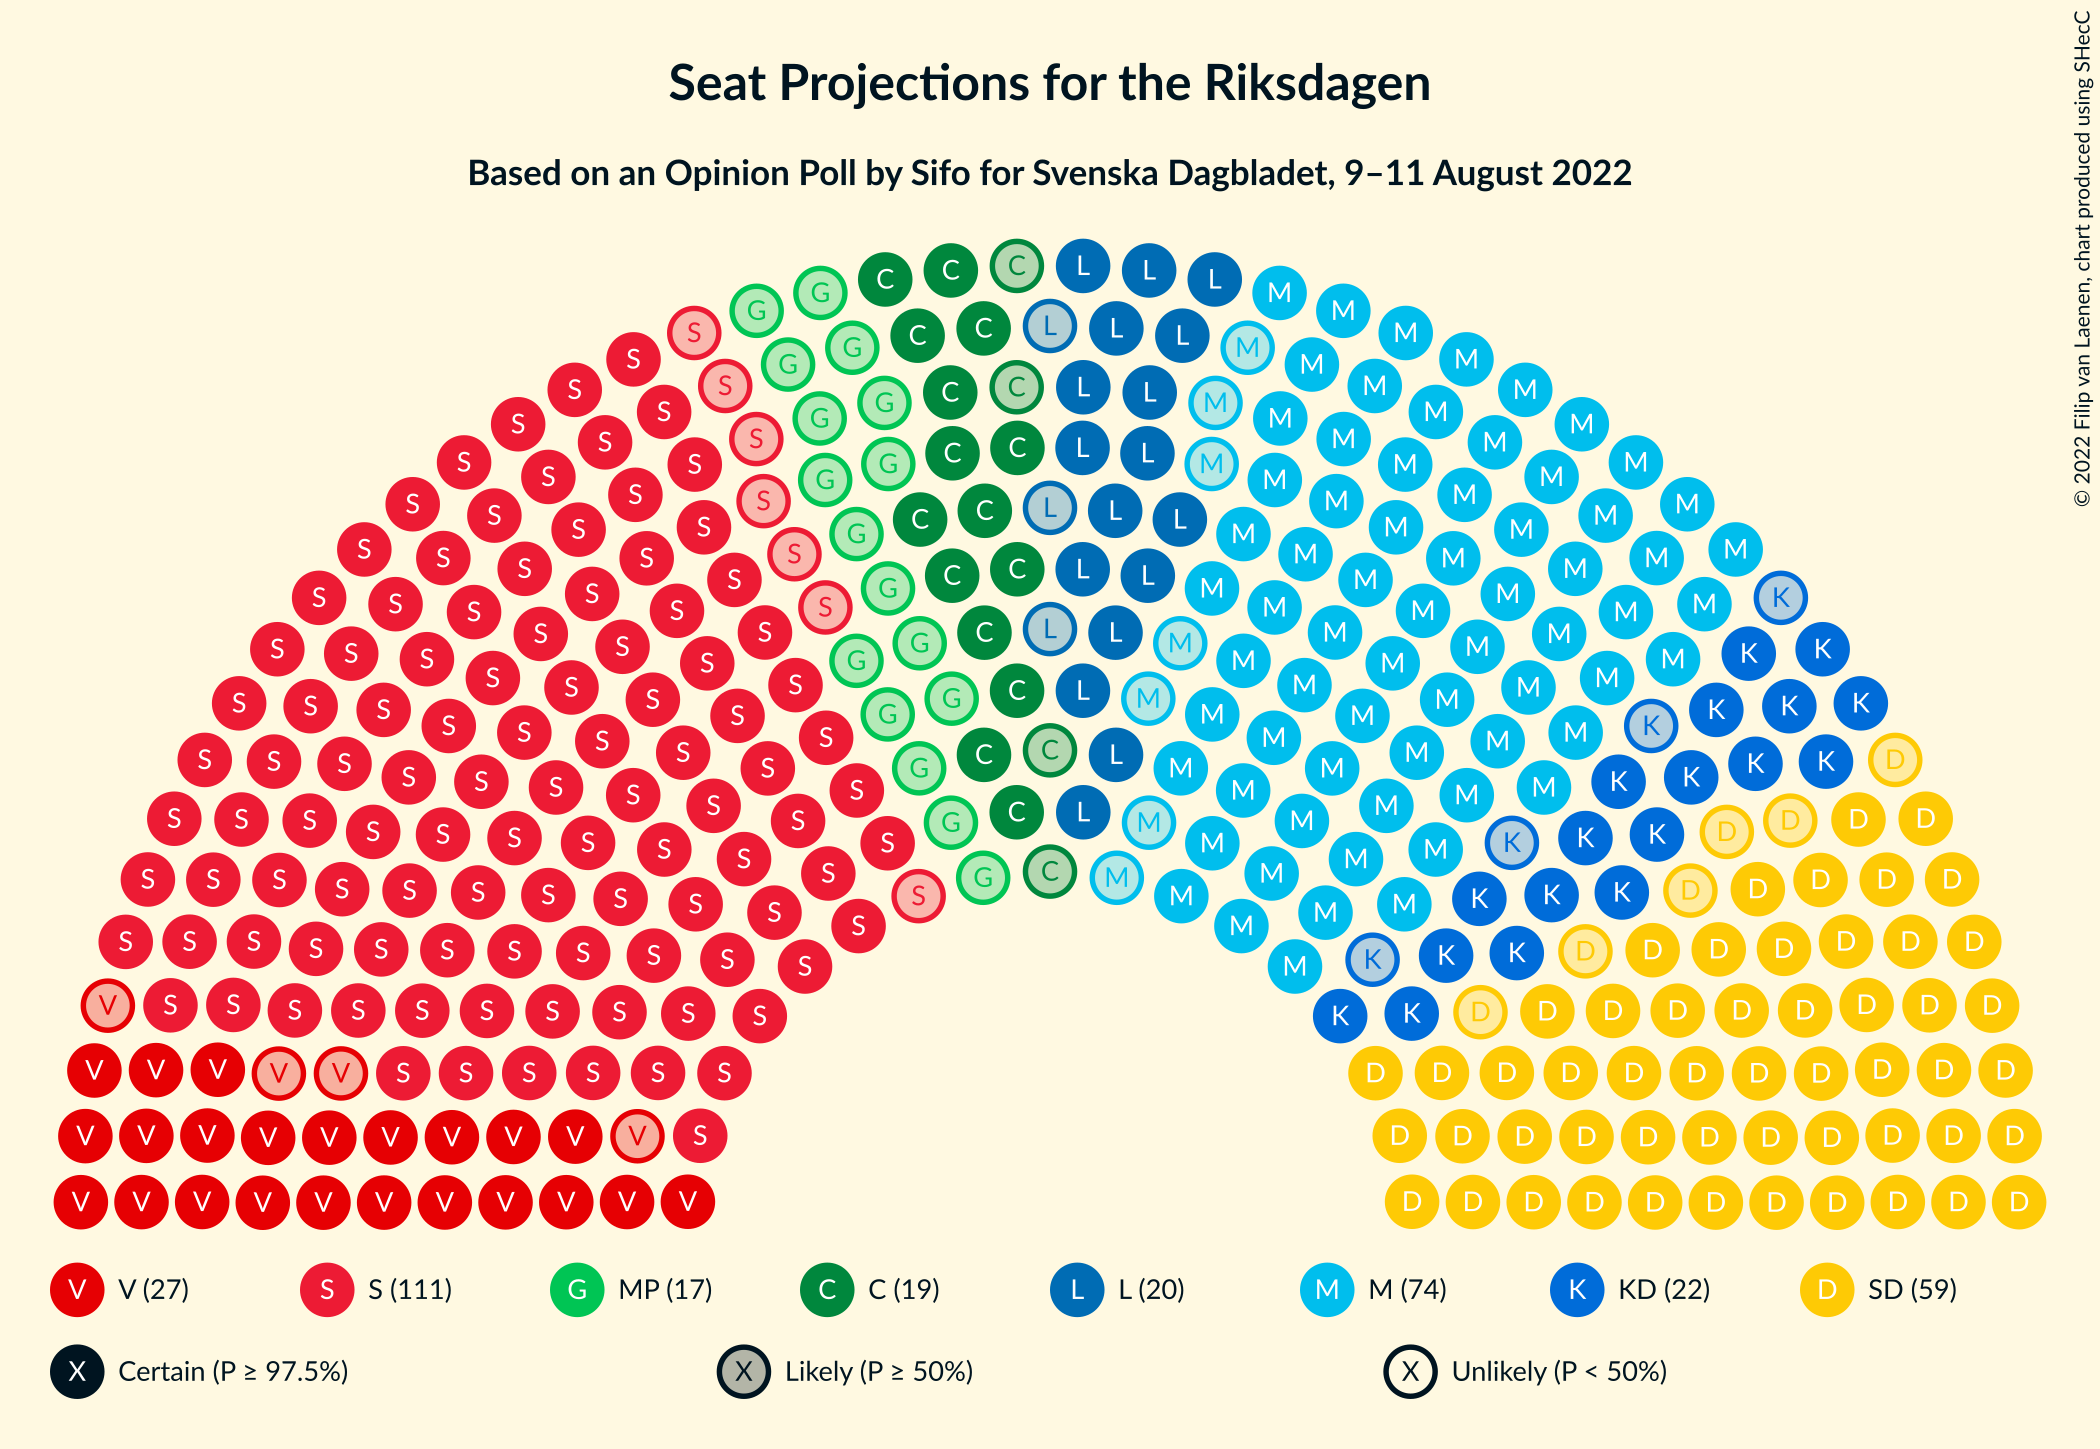 Seat Projections for the Riksdagen
Based on an Opinion Poll by Sifo for Svenska Dagbladet, 9–11 August 2022
© 2022 Filip van Laenen, chart produced using SHecC
V V (27) S S (111) G MP (17) C C (19) L L (20) M M (74) K KD (22) D SD (59)
X Certain (P ≥ 97.5%) X Likely (P ≥ 50%) X Unlikely (P < 50%)